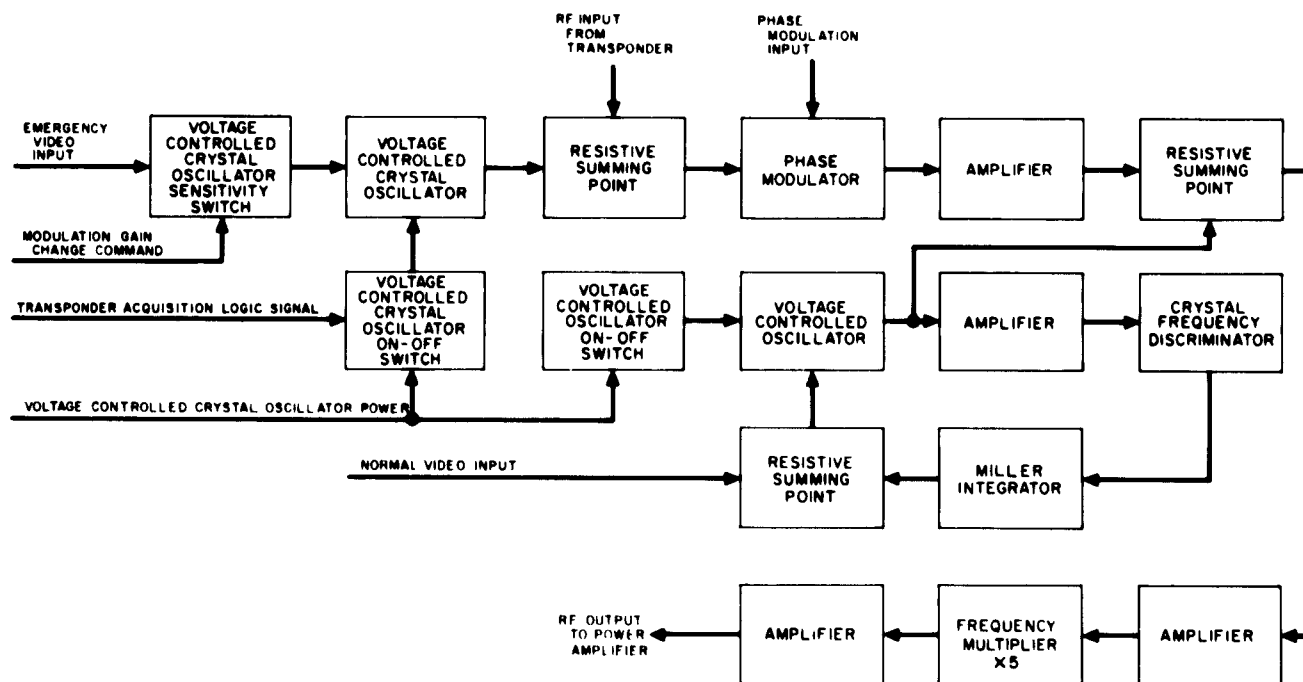 RF INPUT
FROM
TRANSPONDER
PHASE
MODULATION
INPUT
EMERGENCY
VIDEO
INPUT
VOLTAGE
CONTROLLED
CRYSTAL
OSCILLATOR
SENSITIVITY
SWITCH
VOLTAGE
CONTROLLED
CRYSTAL
OSCILLATOR
RESISTIVE
SUMMING
POINT
PHASE
MODULATOR
AMPLIFIER
RESISTIVE
SUMMING
POINT
MODULATION GAIN
CHANGE COMMAND
TRANSPONDER ACQUISITION LOGIC SIGNAL
VOLTAGE
CONTROLLED
CRYSTAL
OSCILLATOR
ON-OFF
SWITCH
VOLTAGE
CONTROLLED
OSCILLATOR
ON-OFF
SWITCH
VOLTAGE
CONTROLLED
OSCILLATOR
AMPLIFIER
CRYSTAL
FREQUENCY
DISCRIMINATOR
VOLTAGE CONTROLLED CRYSTAL OSCILLATOR POWER
NORMAL VIDEO INPUT
RESISTIVE
SUMMING
POINT
MILLER
INTEGRATOR
RF OUTPUT
TO POWER
AMPLIFIER
AMPLIFIER
FREQUENCY
MULTIPLIER
X5
AMPLIFIER